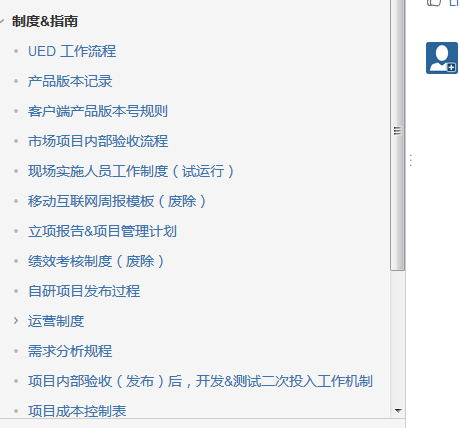 制度&指南
UED 工作流程
产品版本记录
客户端产品版本号规则
市场项目内部验收流程
现场实施人员工作制度（试运行）
移动互联网周报模板（废除）
立项报告&项目管理计划
绩效考核制度（废除）
自研项目发布过程
运营制度
需求分析规程
项目内部验收（发布）后，开发&测试二次投入工作机制
项目成本控制表